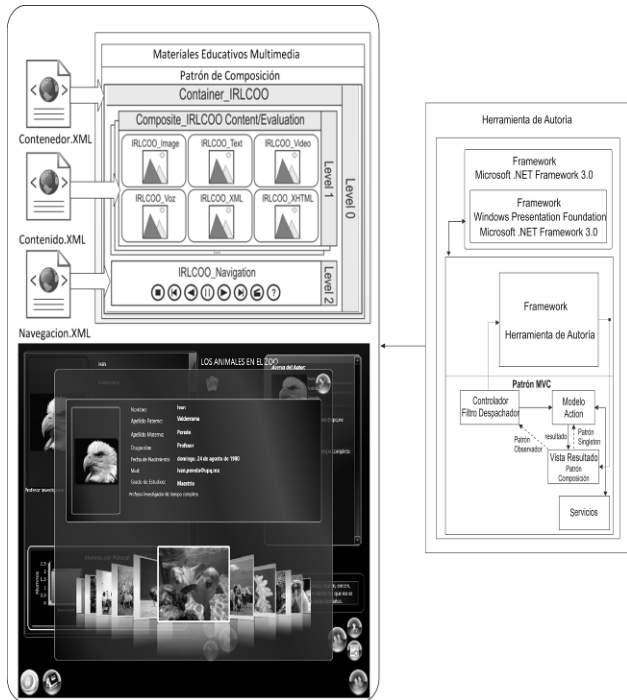 Materiales Educativos Multimedia
Patrón de Composición
Container_IRLCOO
Composite_IRLCOO Content/Evaluation
IRLCOO_Image
IRLCOO_Text
IRLCOO_Video
IRLCOO_Voz
IRLCOO_XML
IRLCOO_XHTML
Level 1
Level 0
...
IRLCOO_Navigation
?
Level 2
Contenedor.XML
Contenido.XML
Navegacion.XML
Ivan
LOS ANIMALES EN EL ZOO
Acerca del Autor:
Nombre:
Ivan
Apellido Paterno:
Valderrama
Apellido Materno:
Ocupación:
Profesor
Fecha de Nacimiento:
domingo, 24 de agosto de 1980
Mail:
Grado de Estudios:
Maestría
Profesor Investigador de tiempo completo
Herramienta de Autoría
Framework
Microsoft .NET Framework 3.0
Framework
Windows Presentation Foundation
Microsoft .NET Framework 3.0
Framework
Herramienta de Autoría
Patrón MVC
Controlador
Filtro Despachador
Modelo
Action
Patrón
Observador
resultado
Patrón
Singleton
Vista Resultado
Patrón
Composición
Servicios